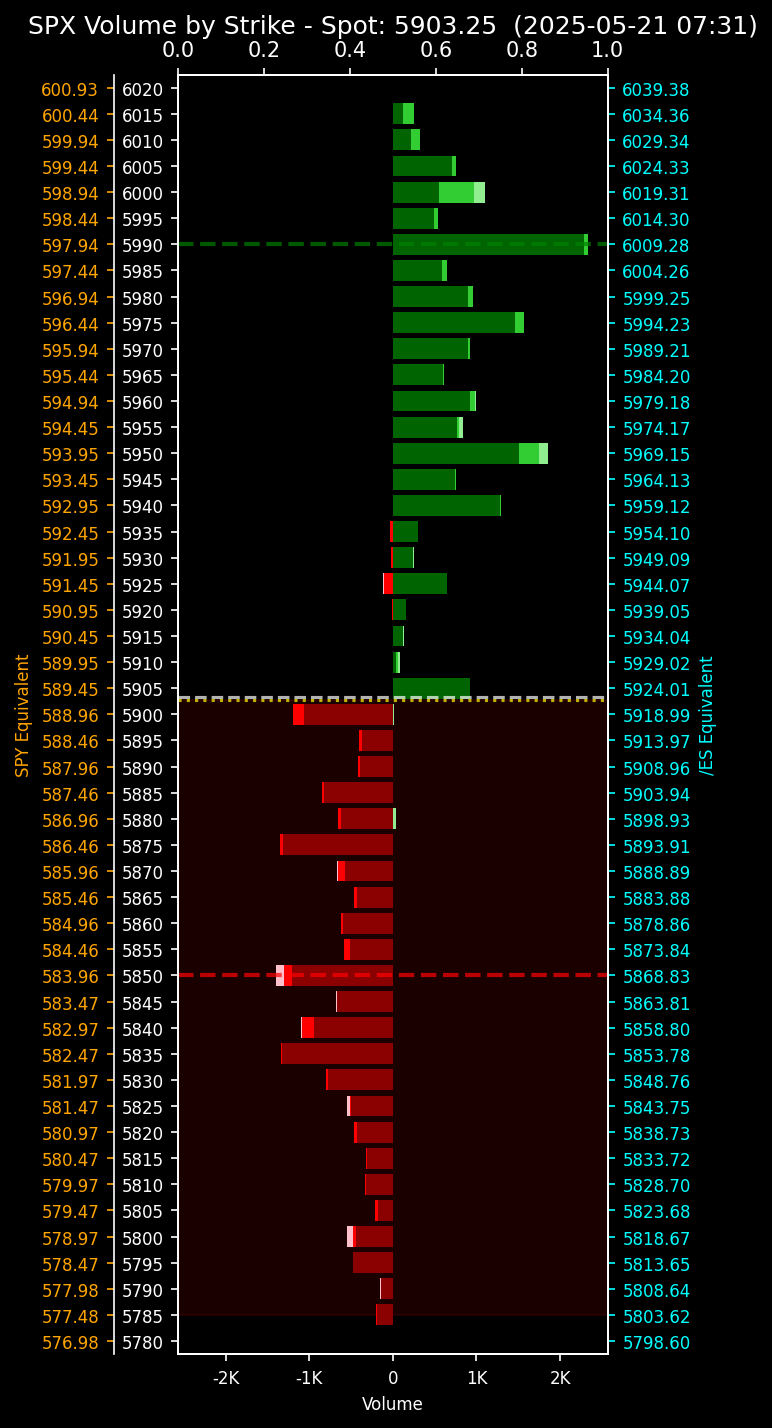 SPX Volume by Strike - Spot: 5903.25 (2025-05-21 07:31)
0.0 0.2 0.4 0.6 0.8 1.0
600.93 6020 6039.38
600.44 6015 6034.36
599.94 6010 6029.34
599.44 6005 6024.33
598.94 6000 6019.31
598.44 5995 6014.30
597.94 5990 6009.28
597.44 5985 6004.26
596.94 5980 5999.25
596.44 5975 5994.23
595.94 5970 5989.21
595.44 5965 5984.20
594.94 5960 5979.18
594.45 5955 5974.17
593.95 5950 5969.15
593.45 5945 5964.13
592.95 5940 5959.12
592.45 5935 5954.10
591.95 5930 5949.09
591.45 5925 5944.07
590.95 5920 5939.05
590.45 5915 5934.04
589.95 5910 5929.02
589.45 5905 5924.01
588.96 5900 5918.99
588.46 5895 5913.97
587.96 5890 5908.96
587.46 5885 5903.94
586.96 5880 5898.93
586.46 5875 5893.91
585.96 5870 5888.89
585.46 5865 5883.88
584.96 5860 5878.86
584.46 5855 5873.84
583.96 5850 5868.83
583.47 5845 5863.81
582.97 5840 5858.80
582.47 5835 5853.78
581.97 5830 5848.76
581.47 5825 5843.75
580.97 5820 5838.73
580.47 5815 5833.72
579.97 5810 5828.70
579.47 5805 5823.68
578.97 5800 5818.67
578.47 5795 5813.65
577.98 5790 5808.64
577.48 5785 5803.62
576.98 5780 5798.60
SPY Equivalent
/ES Equivalent
-2K -1K 0 1K 2K
Volume